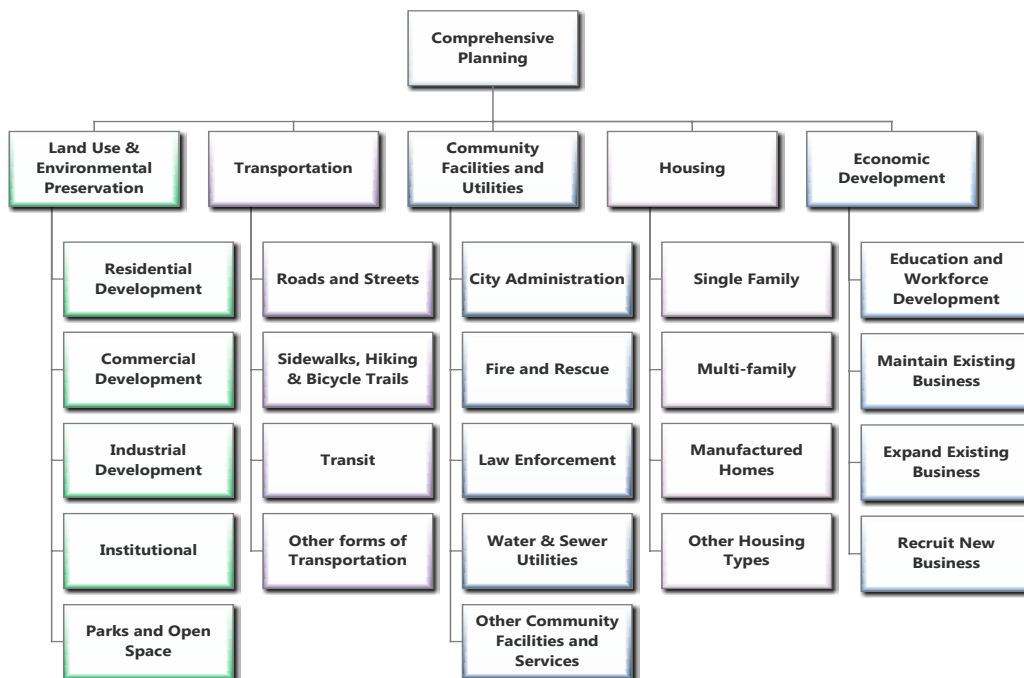 Comprehensive
Planning
Land Use &
Environmental
Preservation
Transportation
Community
Facilities and
Utilities
Housing
Economic
Development
Residential
Development
Commercial
Development
Industrial
Development
Institutional
Parks and Open
Space
Roads and Streets
Sidewalks, Hiking
& Bicycle Trails
Transit
Other forms of
Transportation
City Administration
Fire and Rescue
Law Enforcement
Water & Sewer
Utilities
Other Community
Facilities and
Services
Single Family
Multi-family
Manufactured
Homes
Other Housing
Types
Education and
Workforce
Development
Maintain Existing
Business
Expand Existing
Business
Recruit New
Business